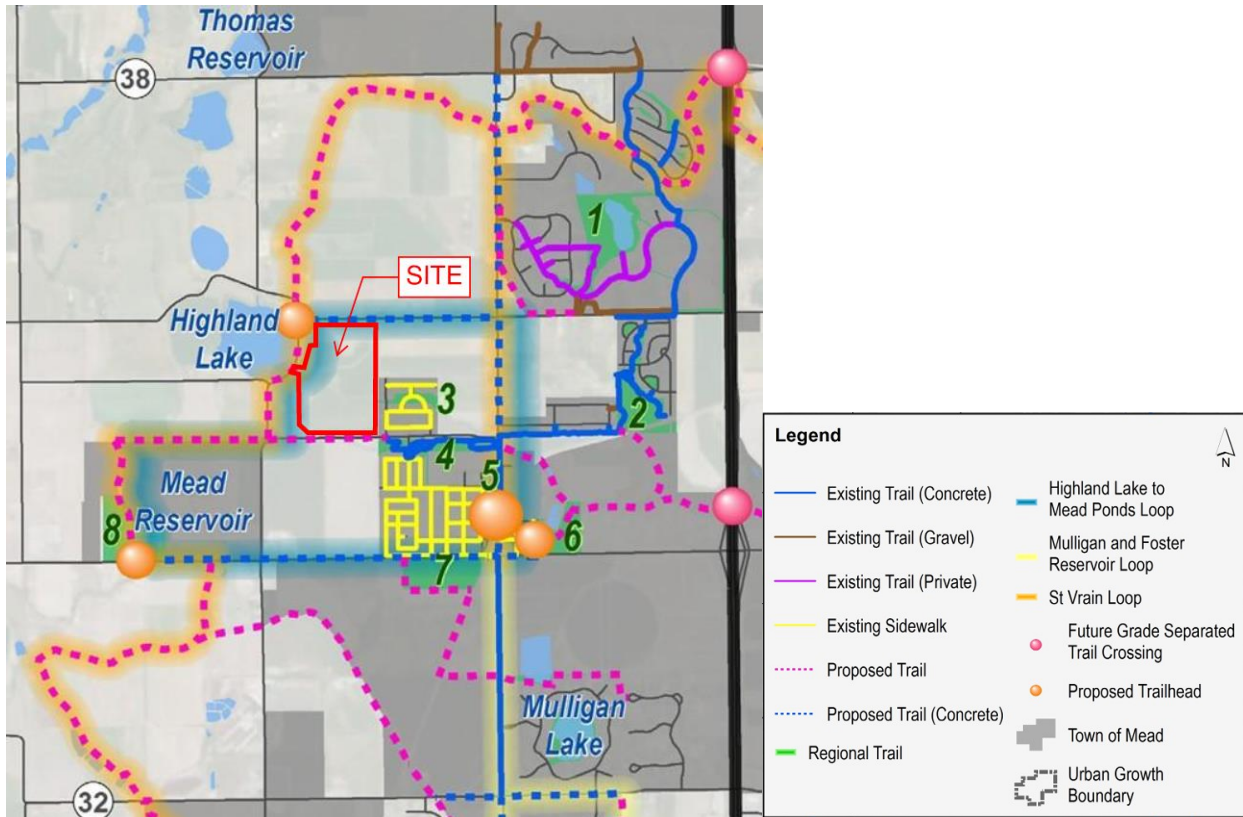 Thomas
Reservoir
38
1
SITE
Highland
Lake
3
2
4
5
Mead
Reservoir
8
6
7
Mulligan
Lake
32
Legend
N
Existing Trail (Concrete)
Existing Trail (Gravel)
Existing Trail (Private)
Existing Sidewalk
Proposed Trail
Proposed Trail (Concrete)
Regional Trail
Highland Lake to
Mead Ponds Loop
Mulligan and Foster
Reservoir Loop
St Vrain Loop
Future Grade Separated
Trail Crossing
Proposed Trailhead
Town of Mead
Urban Growth
Boundary